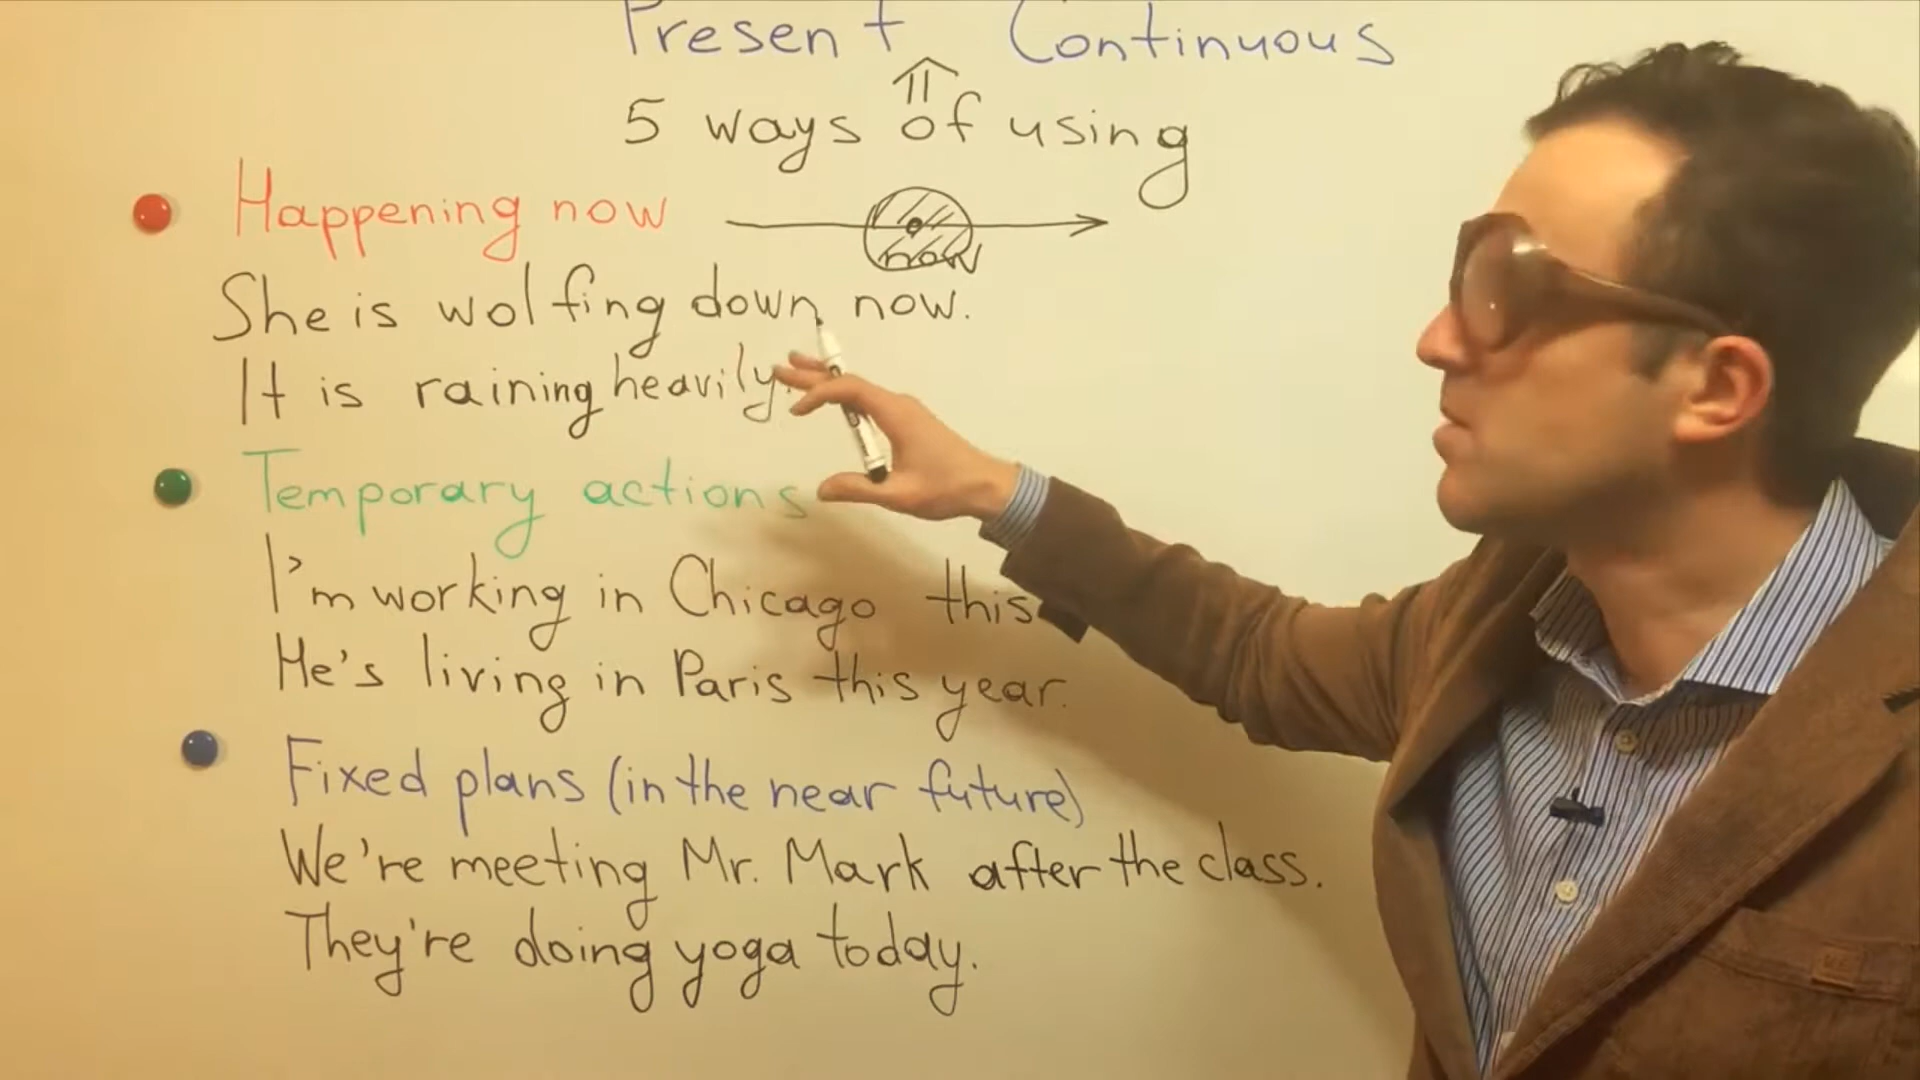 Present Continuous
5 ways of using
Happening now
now
She is wolfing down now.
It is raining heavily.
Temporary actions
I'm working in Chicago this
He's living in Paris this year.
Fixed plans (in the near future)
We're meeting Mr. Mark after the class.
They're doing yoga today.